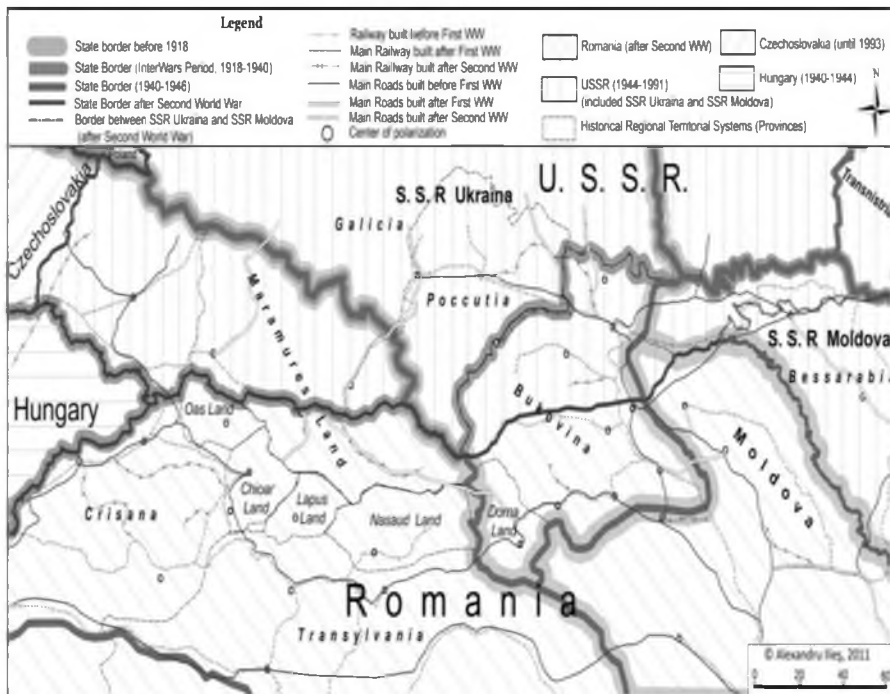 Legend
State border before 1918
State Border (InterWars Period, 1918-1940)
State Border (1940-1946)
State Border after Second World War
Border between SSR Ukraina and SSR Moldova
(after Second World War)
Railway built before First WW
Main Railway built after First WW
Main Railway built after Second WW
Main Roads built before First WW
Main Roads built after First WW
Main Roads built after Second WW
Center of polarization
Romania (after Second WW)
USSR (1944-1991)
(included SSR Ukraina and SSR Moldova)
Historical Regional Territorial Systems (Provinces)
Czechoslovakia (until 1993)
Hungary (1940-1944)
N
Poland
Czechoslovakia
U. S. S. R.
S. S. R Ukraina
Galicia
Transnistri
Maramures Land
Poccutia
S. S. R Moldova
Bessarabia
Hungary
Oas Land
Bukovina
Moldova
Chioar
Land
Lapus
Land
Nasaud Land
Dorna
Land
Crisana
Romania
Transylvania
© Alexandru Ilieș, 2011
0 20 40 60